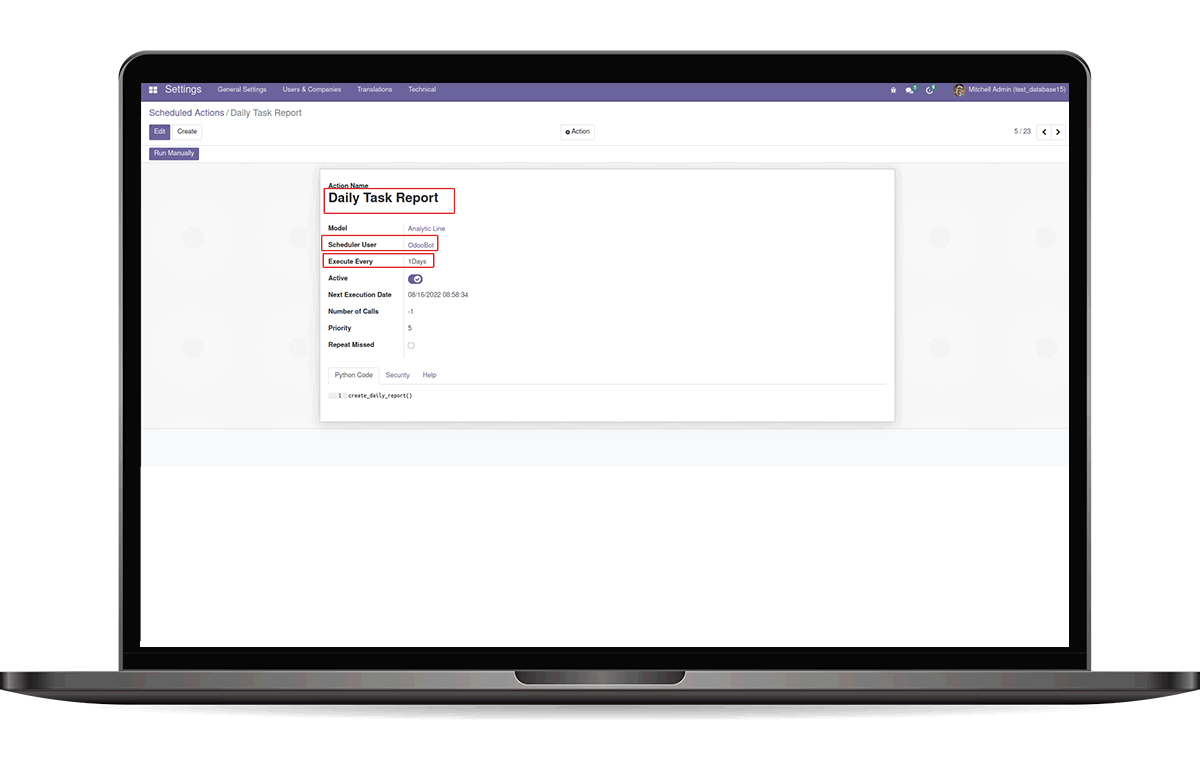 Settings General Settings Users & Companies Translations Technical Mitchell Admin (test_database15)
Scheduled Actions / Daily Task Report
Edit Create Action 5 / 23
Run Manually
Action Name
Daily Task Report
Model Analytic Line
Scheduler User OdooBot
Execute Every 1Days
Active
Next Execution Date 08/16/2022 08:58:34
Number of Calls -1
Priority 5
Repeat Missed
Python Code Security Help
1 create_daily_report()